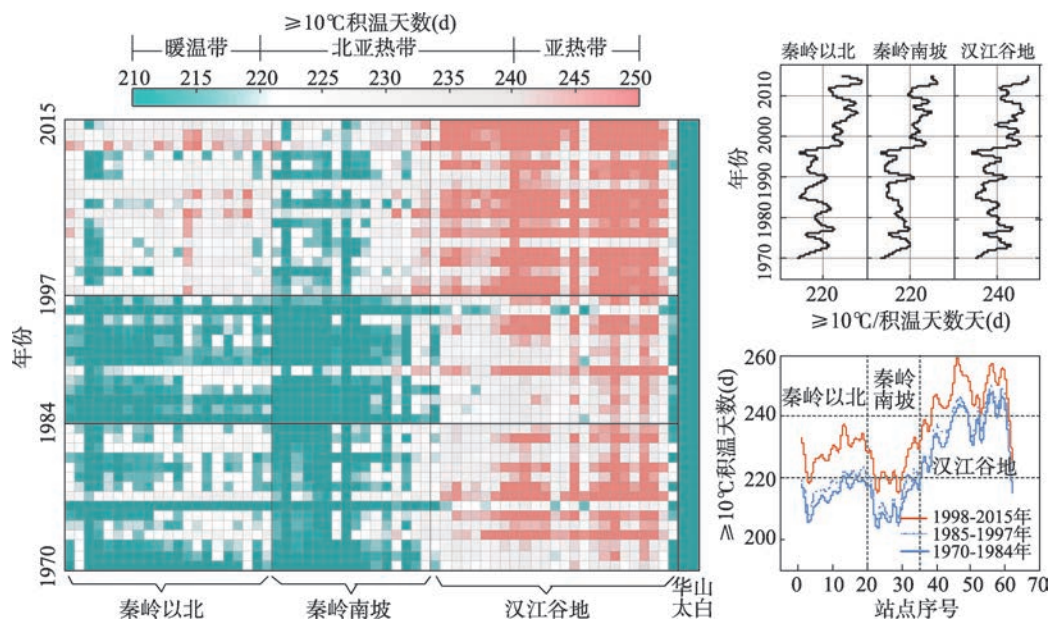 ≥10℃积温天数(d)
暖温带 北亚热带 亚热带
210 215 220 225 230 240 245 250
年份
2015
1997
1984
1970
秦岭以北 秦岭南坡 汉江谷地 华山
太白
秦岭以北 秦岭南坡 汉江谷地
年份
2010
2000
1990
1980
1970
220 220 240
≥10℃/积温天数天(d)
≥10℃积温天数(d)
260
240
220
200
秦岭以北 秦岭
南坡
汉江谷地
1998-2015年
1985-1997年
1970-1984年
0 10 20 30 40 50 60 70
站点序号